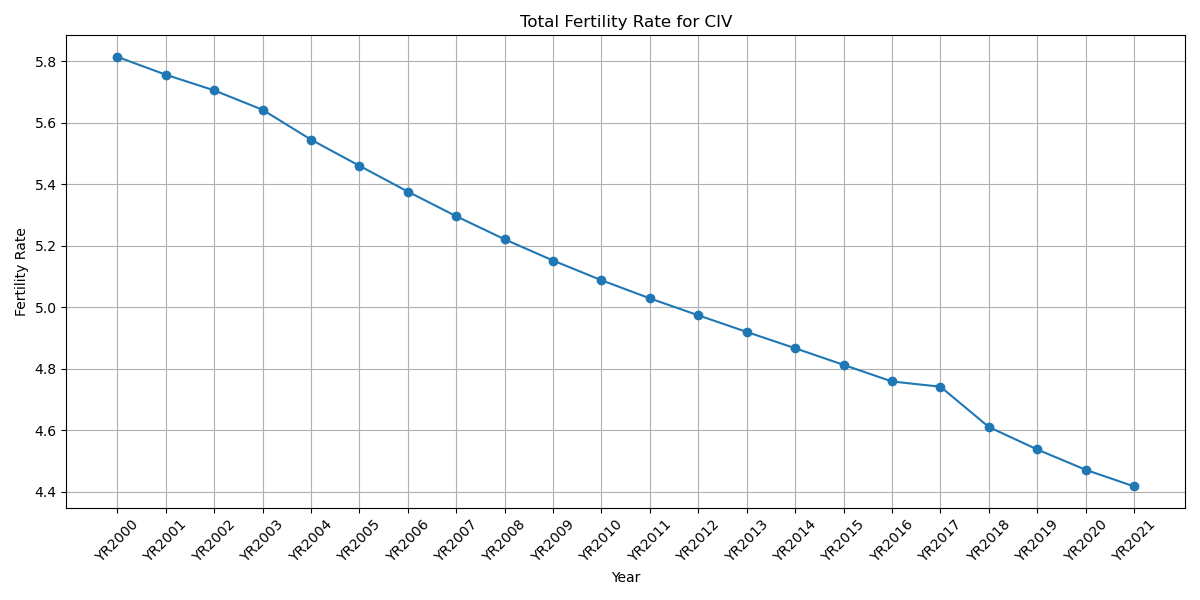 Total Fertility Rate for CIV
Fertility Rate
5.8
5.6
5.4
5.2
5.0
4.8
4.6
4.4
YR2000
YR2001
YR2002
YR2003
YR2004
YR2005
YR2006
YR2007
YR2008
YR2009
YR2010
YR2011
YR2012
YR2013
YR2014
YR2015
YR2016
YR2017
YR2018
YR2019
YR2020
YR2021
Year